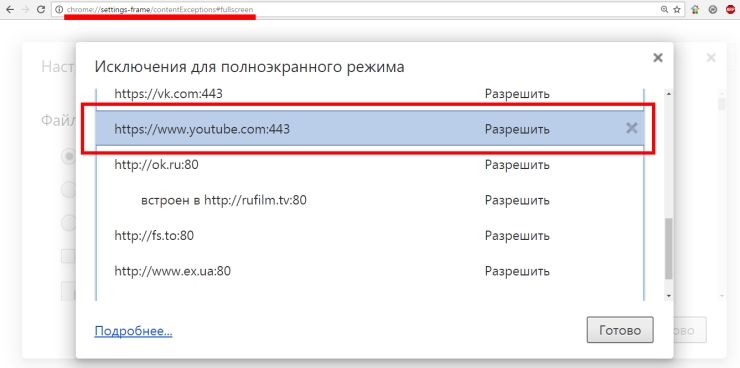 chrome://settings-frame/contentExceptions#fullscreen
Наст
Исключения для полноэкранного режима
https://vk.com:443 Разрешить
Файл
https://www.youtube.com:443 Разрешить
http://ok.ru:80 Разрешить
встроен в http://rufilm.tv:80 Разрешить
http://fs.to:80 Разрешить
http://www.ex.ua:80 Разрешить
Подробнее... Готово ово